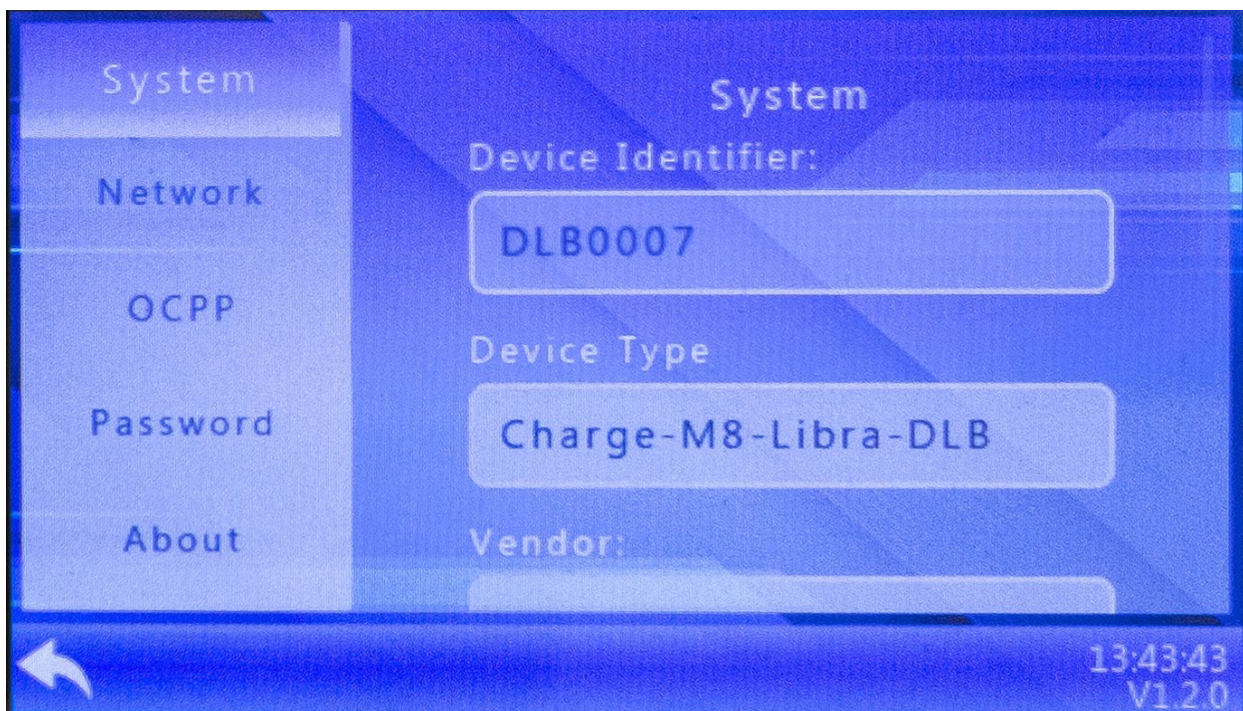 System
Network
OCPP
Password
About
System
Device Identifier:
DLB0007
Device Type
Charge-M8-Libra-DLB
Vendor:
13:43:43
V1.2.0